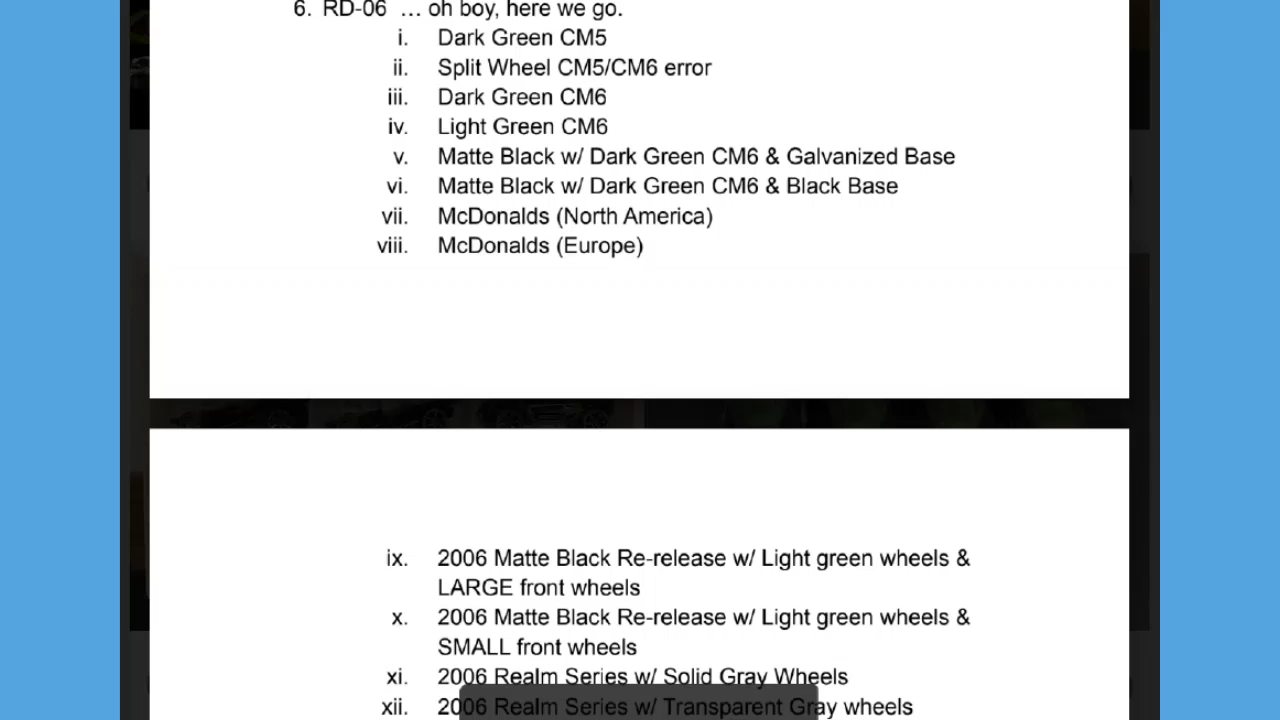 6. RD-06 ... oh boy, here we go.
i. Dark Green CM5
ii. Split Wheel CM5/CM6 error
iii. Dark Green CM6
iv. Light Green CM6
v. Matte Black w/ Dark Green CM6 & Galvanized Base
vi. Matte Black w/ Dark Green CM6 & Black Base
vii. McDonalds (North America)
viii. McDonalds (Europe)
ix. 2006 Matte Black Re-release w/ Light green wheels &
LARGE front wheels
x. 2006 Matte Black Re-release w/ Light green wheels &
SMALL front wheels
xi. 2006 Realm Series w/ Solid Gray Wheels
xii. 2006 Realm Series w/ Transparent Gray wheels